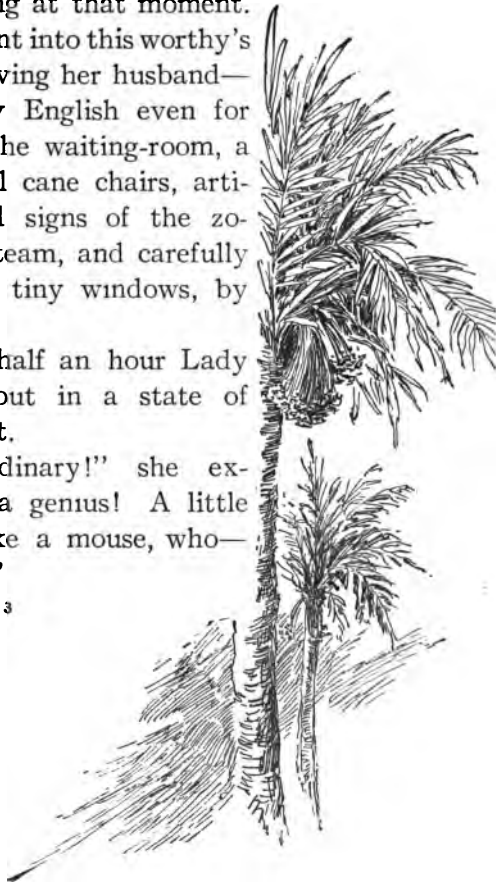 ng at that moment.
nt into this worthy's
ving her husband—
y English even for
he waiting-room, a
l cane chairs, arti-
l signs of the zo-
team, and carefully
tiny windows, by
half an hour Lady
out in a state of
t.
dinary!” she ex-
a genius! A little
ke a mouse, who—
”
3